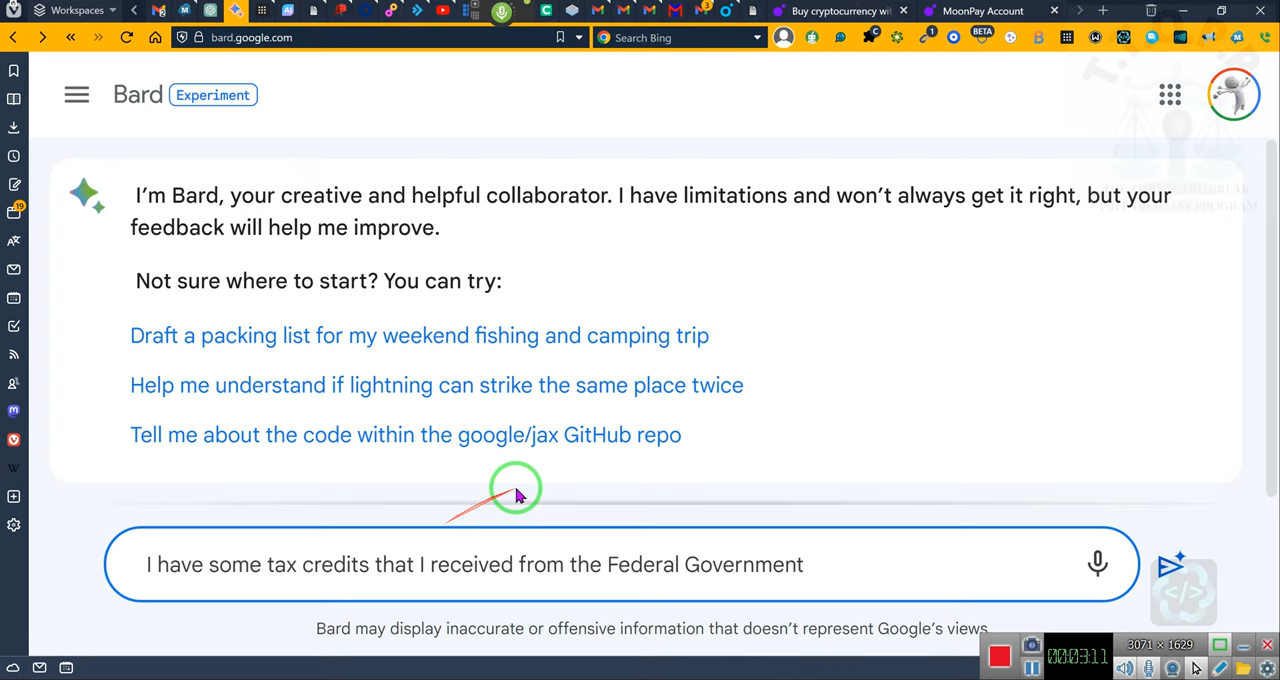 Workspaces
Buy cryptocurrency wit
MoonPay Account
bard.google.com
Search Bing
BETA
Bard Experiment
I'm Bard, your creative and helpful collaborator. I have limitations and won't always get it right, but your
feedback will help me improve.
Not sure where to start? You can try:
Draft a packing list for my weekend fishing and camping trip
Help me understand if lightning can strike the same place twice
Tell me about the code within the google/jax GitHub repo
I have some tax credits that I received from the Federal Government
Bard may display inaccurate or offensive information that doesn't represent Google's views.
3071 × 1629
00:03:11
19